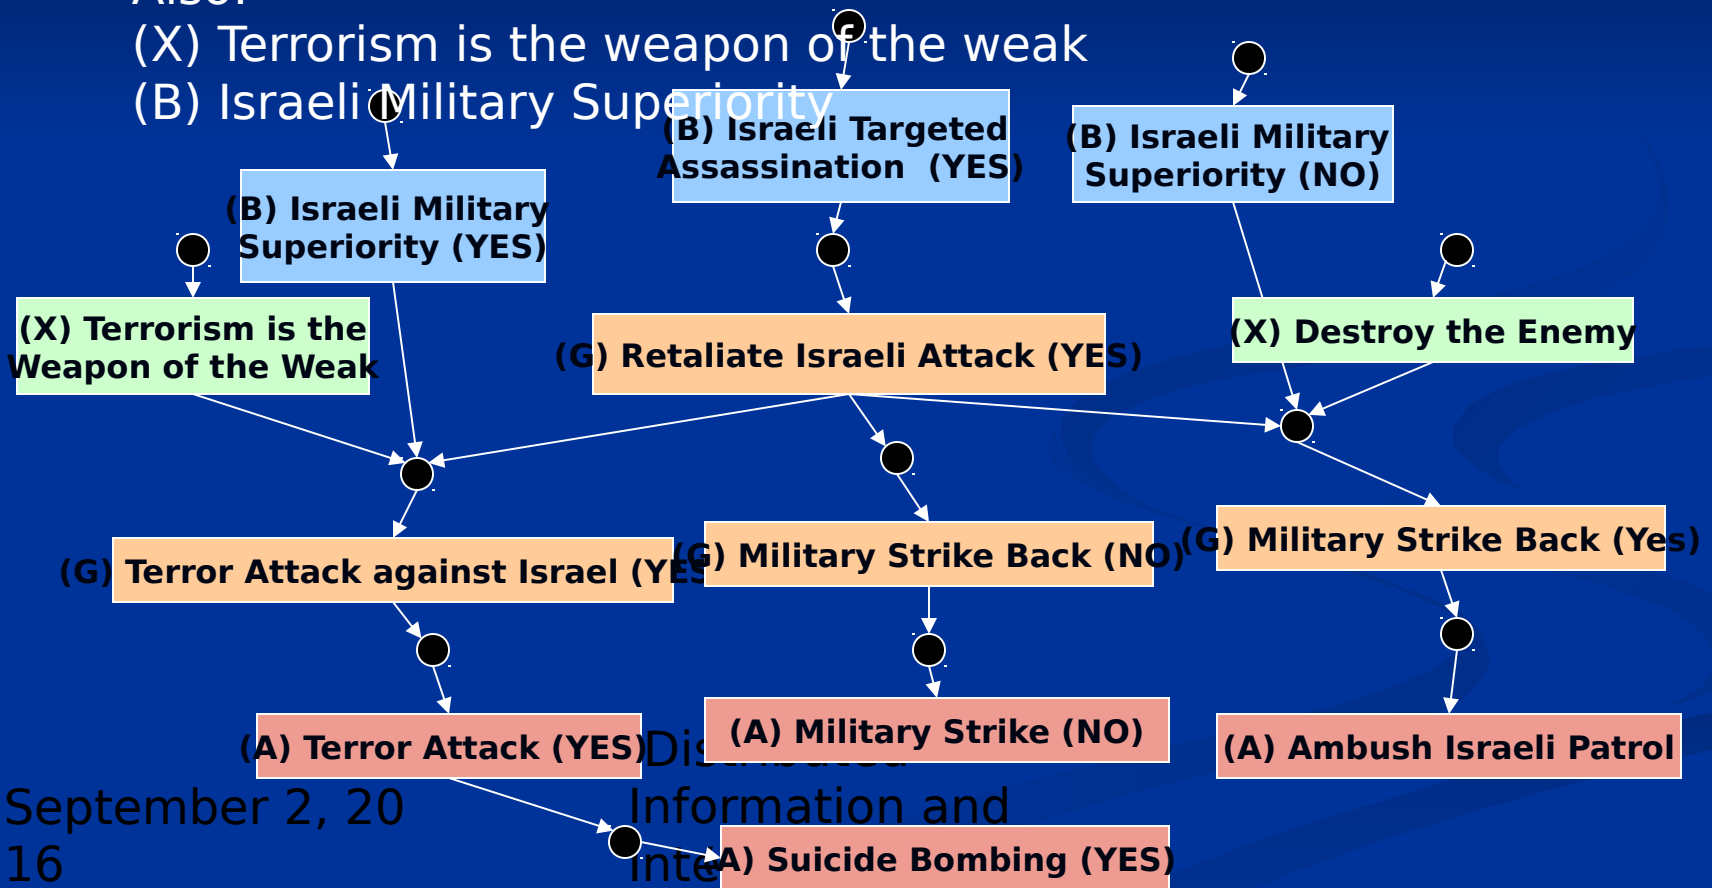 Also:
(X) Terrorism is the weapon of the weak
(B) Israeli Military Superiority
(B) Israeli Targeted
Assassination (YES)
(B) Israeli Military
Superiority (NO)
(B) Israeli Military
Superiority (YES)
(X) Terrorism is the
Weapon of the Weak
(G) Retaliate Israeli Attack (YES)
(X) Destroy the Enemy
(G) Terror Attack against Israel (YES
(G) Military Strike Back (NO)
(G) Military Strike Back (Yes)
(A) Terror Attack (YES)
(A) Military Strike (NO)
(A) Ambush Israeli Patrol
(A) Suicide Bombing (YES)
September 2, 20
16
Distributed
Information and